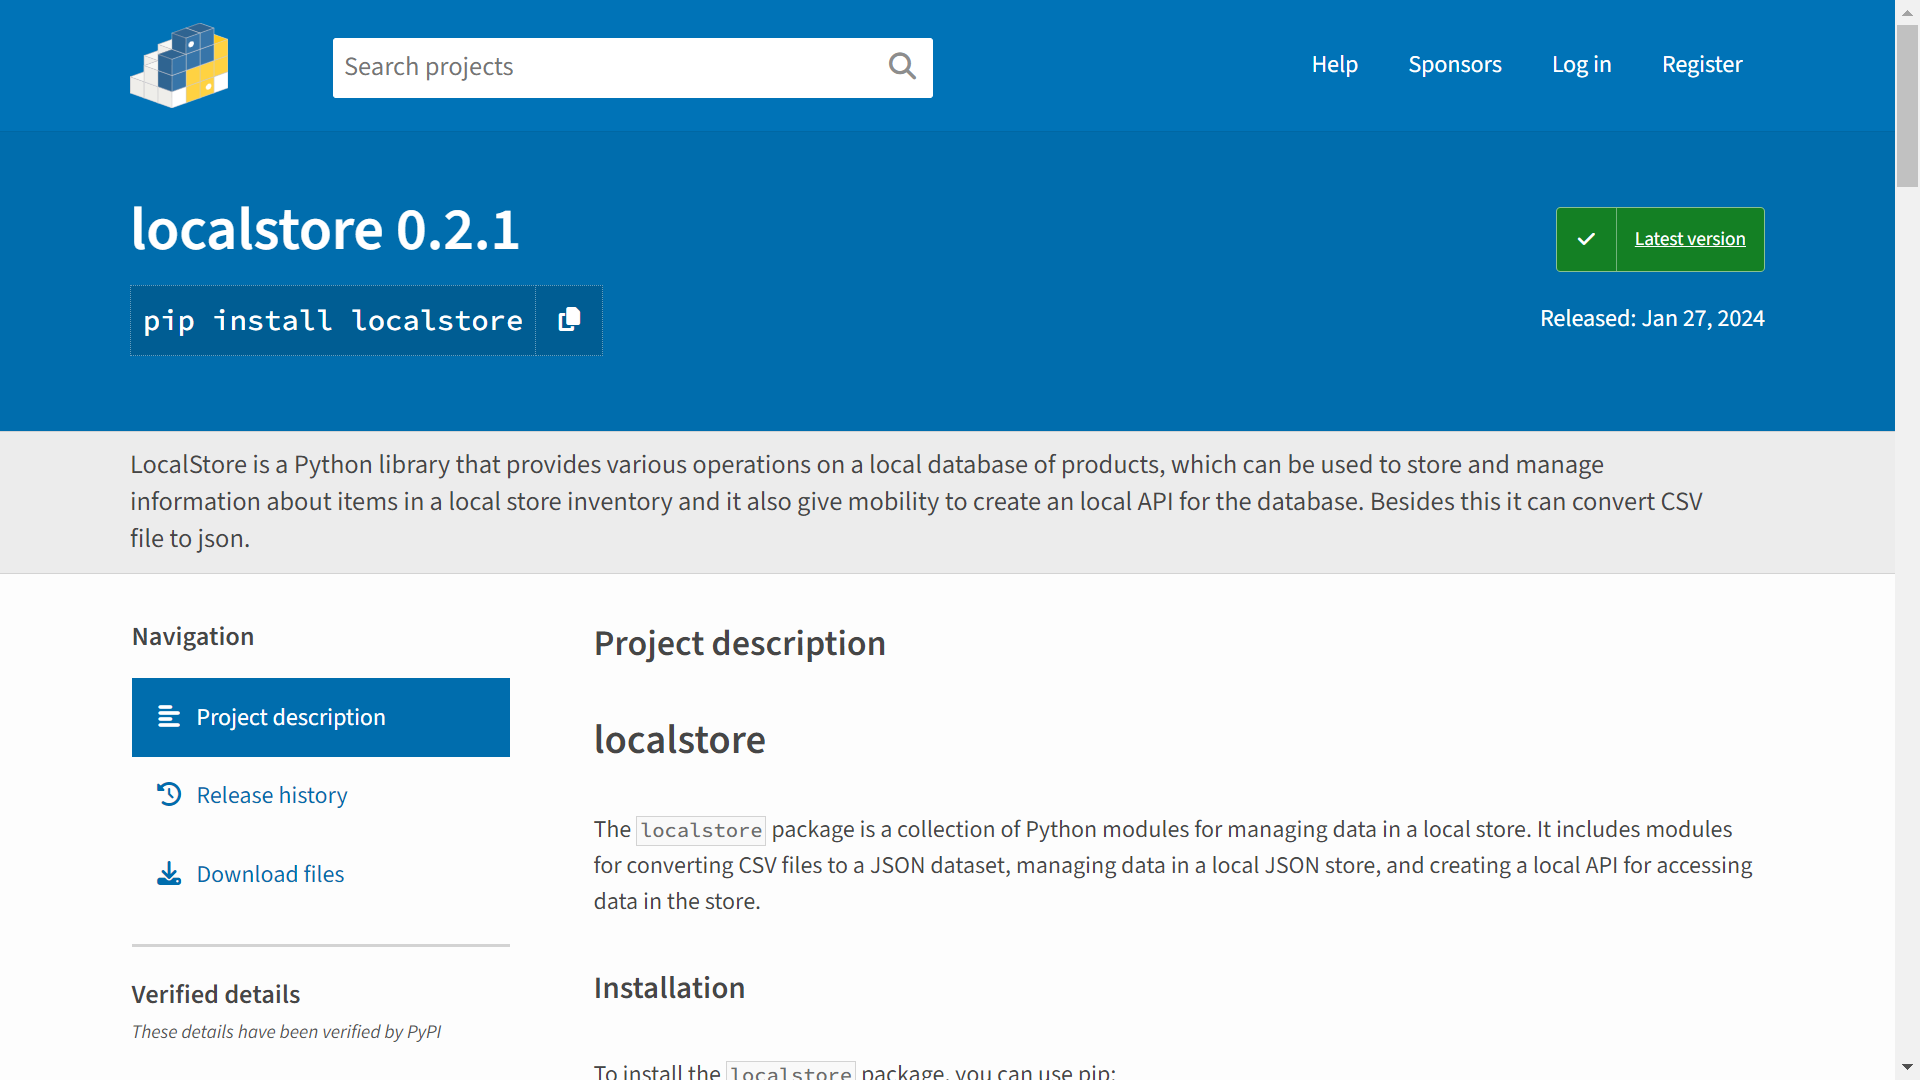 Search projects
Help
Sponsors
Log in
Register
localstore 0.2.1
Latest version
pip install localstore
Released: Jan 27, 2024
LocalStore is a Python library that provides various operations on a local database of products, which can be used to store and manage
information about items in a local store inventory and it also give mobility to create an local API for the database. Besides this it can convert CSV
file to json.
Navigation
Project description
Release history
Download files
Verified details
These details have been verified by PyPI
Project description
localstore
The localstore package is a collection of Python modules for managing data in a local store. It includes modules
for converting CSV files to a JSON dataset, managing data in a local JSON store, and creating a local API for accessing
data in the store.
Installation
To install the localstore package, you can use pip: